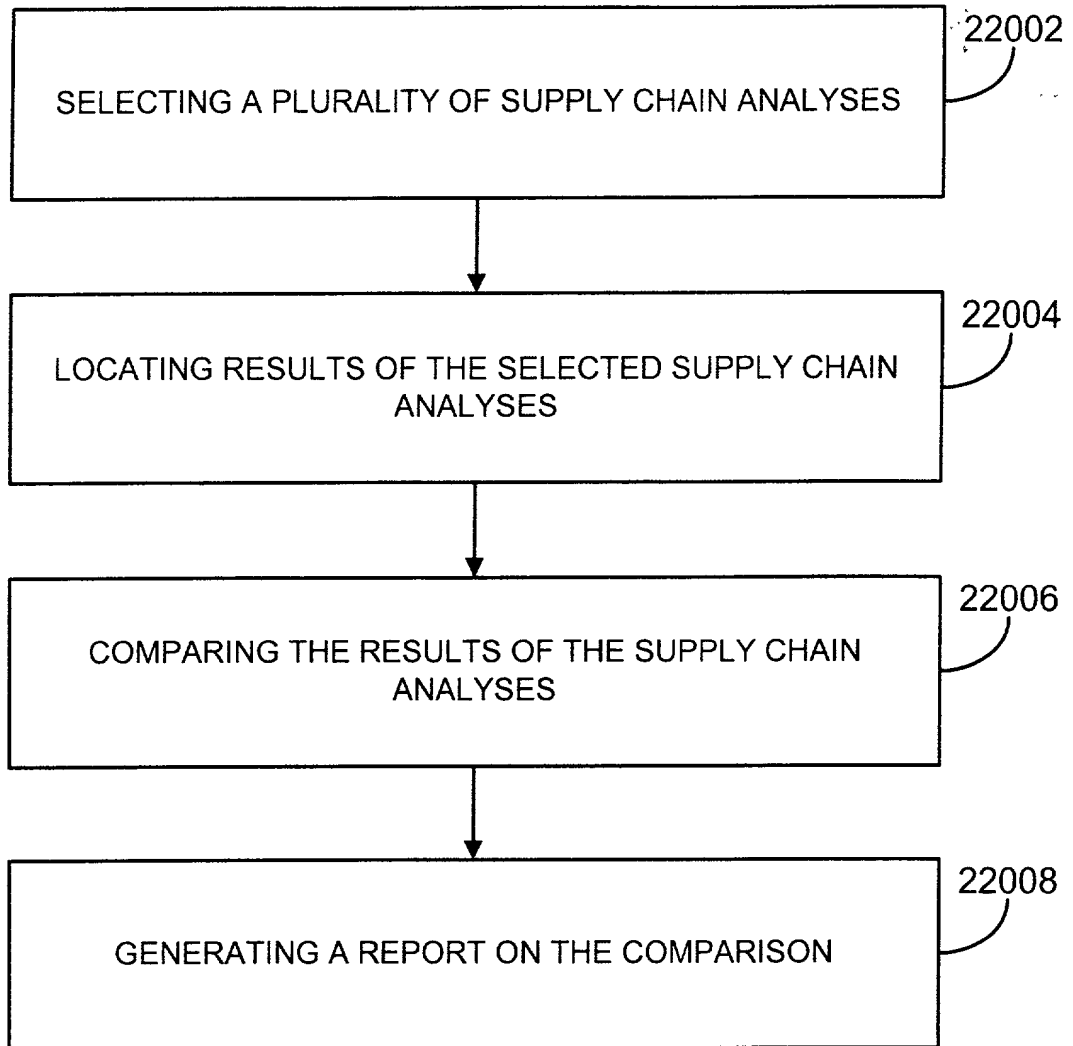 22002
SELECTING A PLURALITY OF SUPPLY CHAIN ANALYSES
22004
LOCATING RESULTS OF THE SELECTED SUPPLY CHAIN
ANALYSES
22006
COMPARING THE RESULTS OF THE SUPPLY CHAIN
ANALYSES
22008
GENERATING A REPORT ON THE COMPARISON